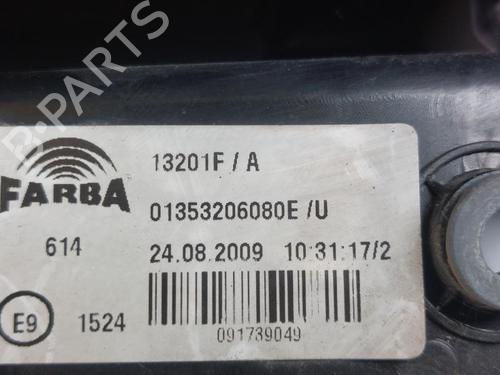 B-PARTS
FARBA
13201F / A
01353206080E /U
614
24.08.2009 10:31:17/2
E9
1524
091739049